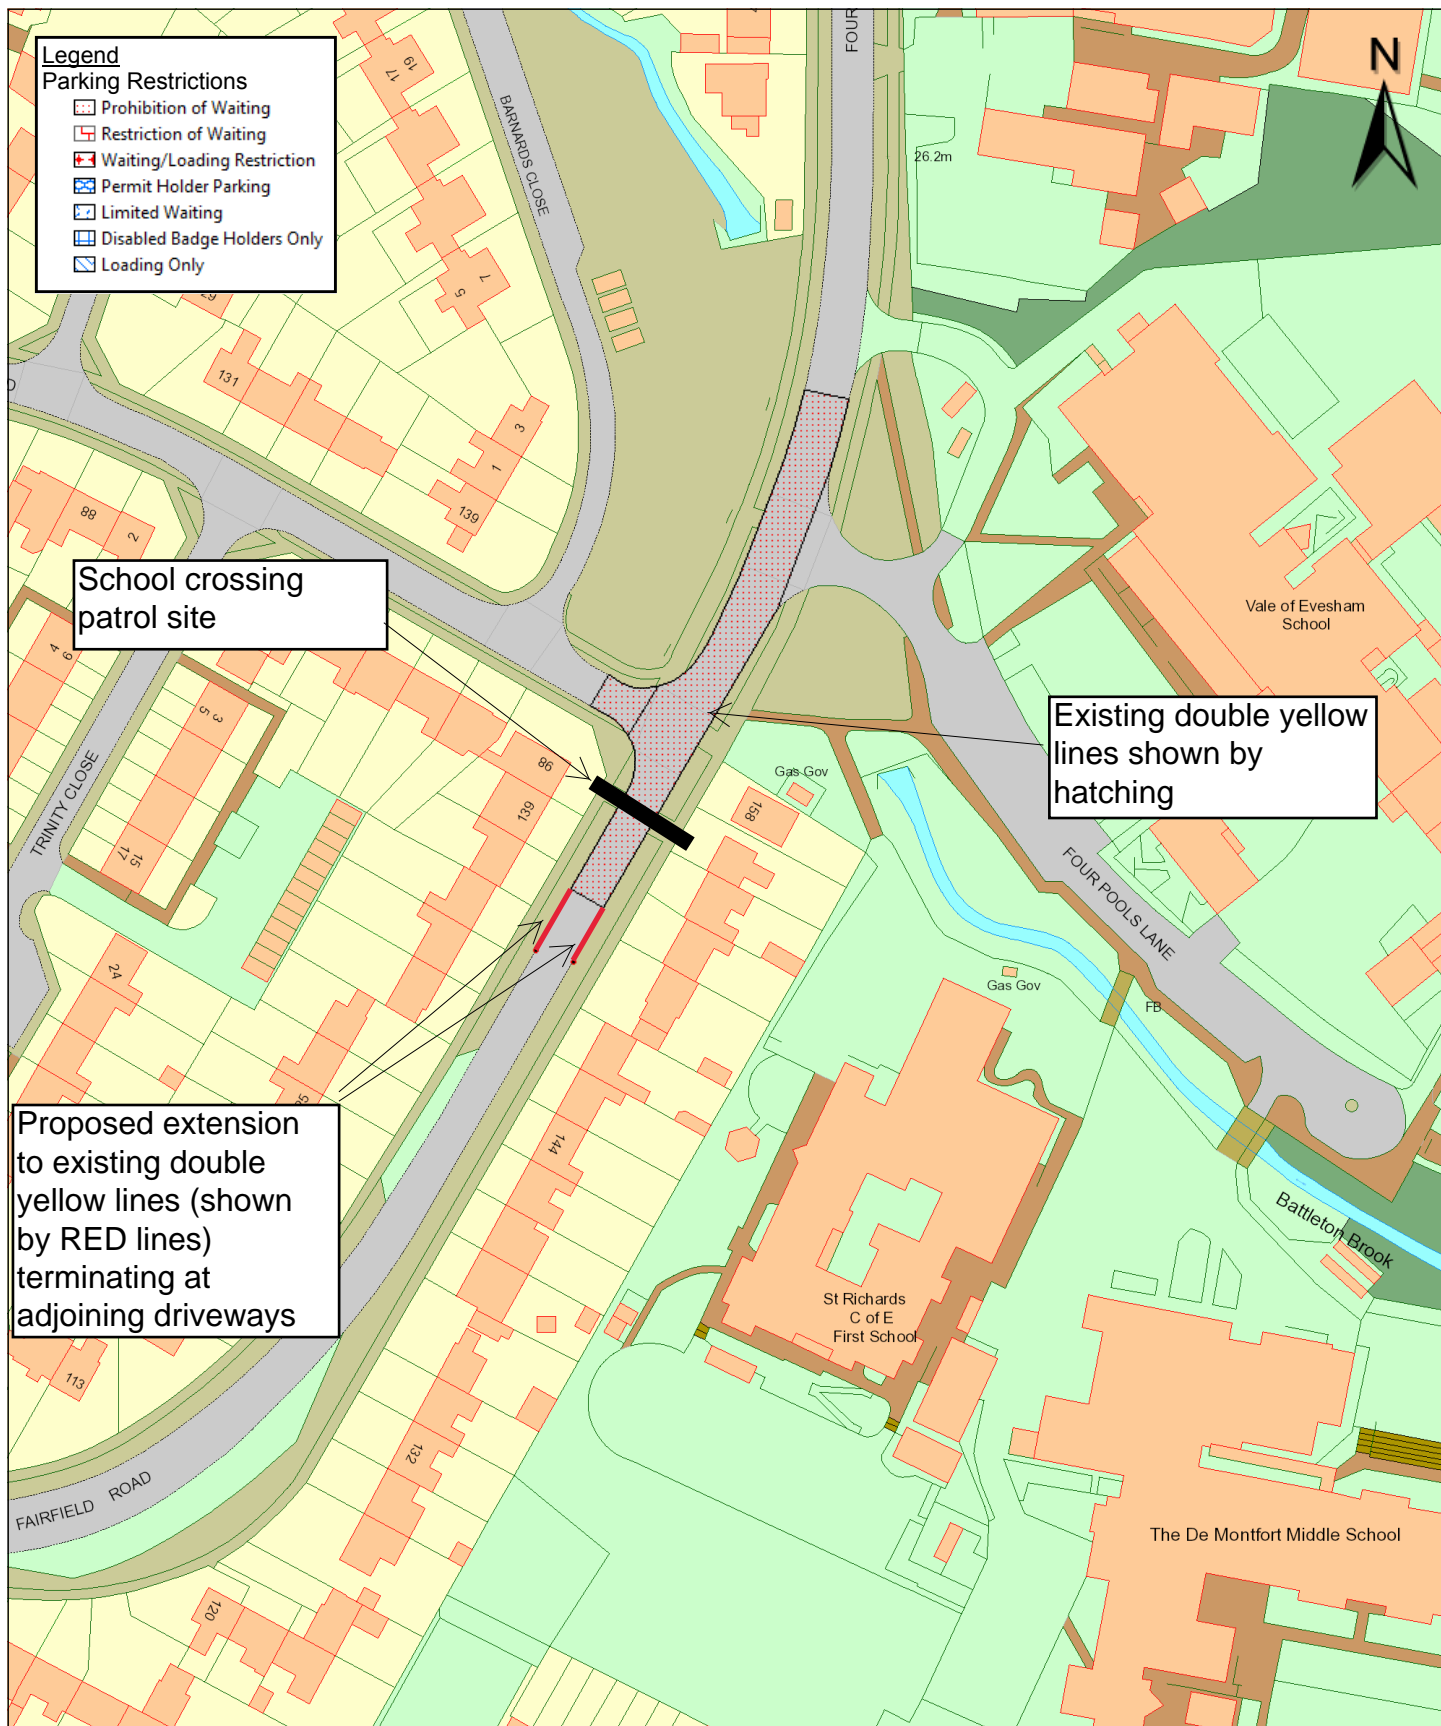 Legend
Parking Restrictions
Prohibition of Waiting
Restriction of Waiting
Waiting/Loading Restriction
Permit Holder Parking
Limited Waiting
Disabled Badge Holders Only
Loading Only
FOUR
N
19
17
BARNARDS CLOSE
26.2m
7
5
131
3
1
139
88
2
School crossing
patrol site
4
6
3
5
Vale of Evesham
School
Existing double yellow
lines shown by
hatching
98
139
Gas Gov
158
TRINITY CLOSE
15
17
FOUR POOLS LANE
24
Gas Gov
FB
Proposed extension
to existing double
yellow lines (shown
by RED lines)
terminating at
adjoining driveways
144
Battleton Brook
St Richards
C of E
First School
113
132
FAIRFIELD ROAD
The De Montfort Middle School
120